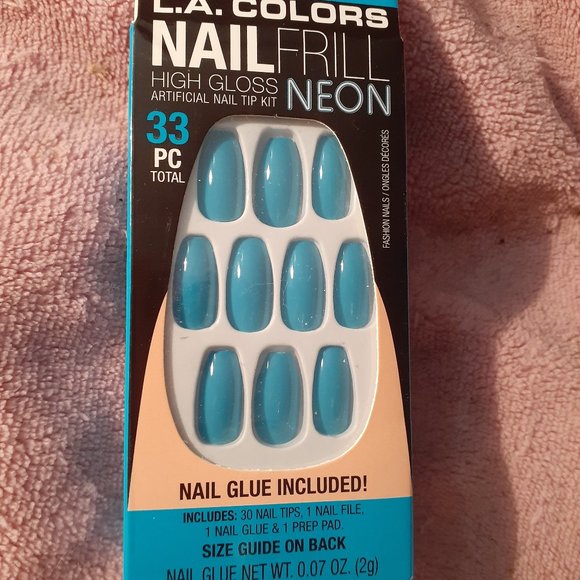 L.A. COLORS
NAILFRILL
HIGH GLOSS
ARTIFICIAL NAIL TIP KIT
NEON
33
PC
TOTAL
FASHION NAILS / ONGLES DÉCORÉS
NAIL GLUE INCLUDED!
INCLUDES: 30 NAIL TIPS, 1 NAIL FILE,
1 NAIL GLUE & 1 PREP PAD.
SIZE GUIDE ON BACK
NAIL GLUE NET WT. 0.07 OZ. (2g)